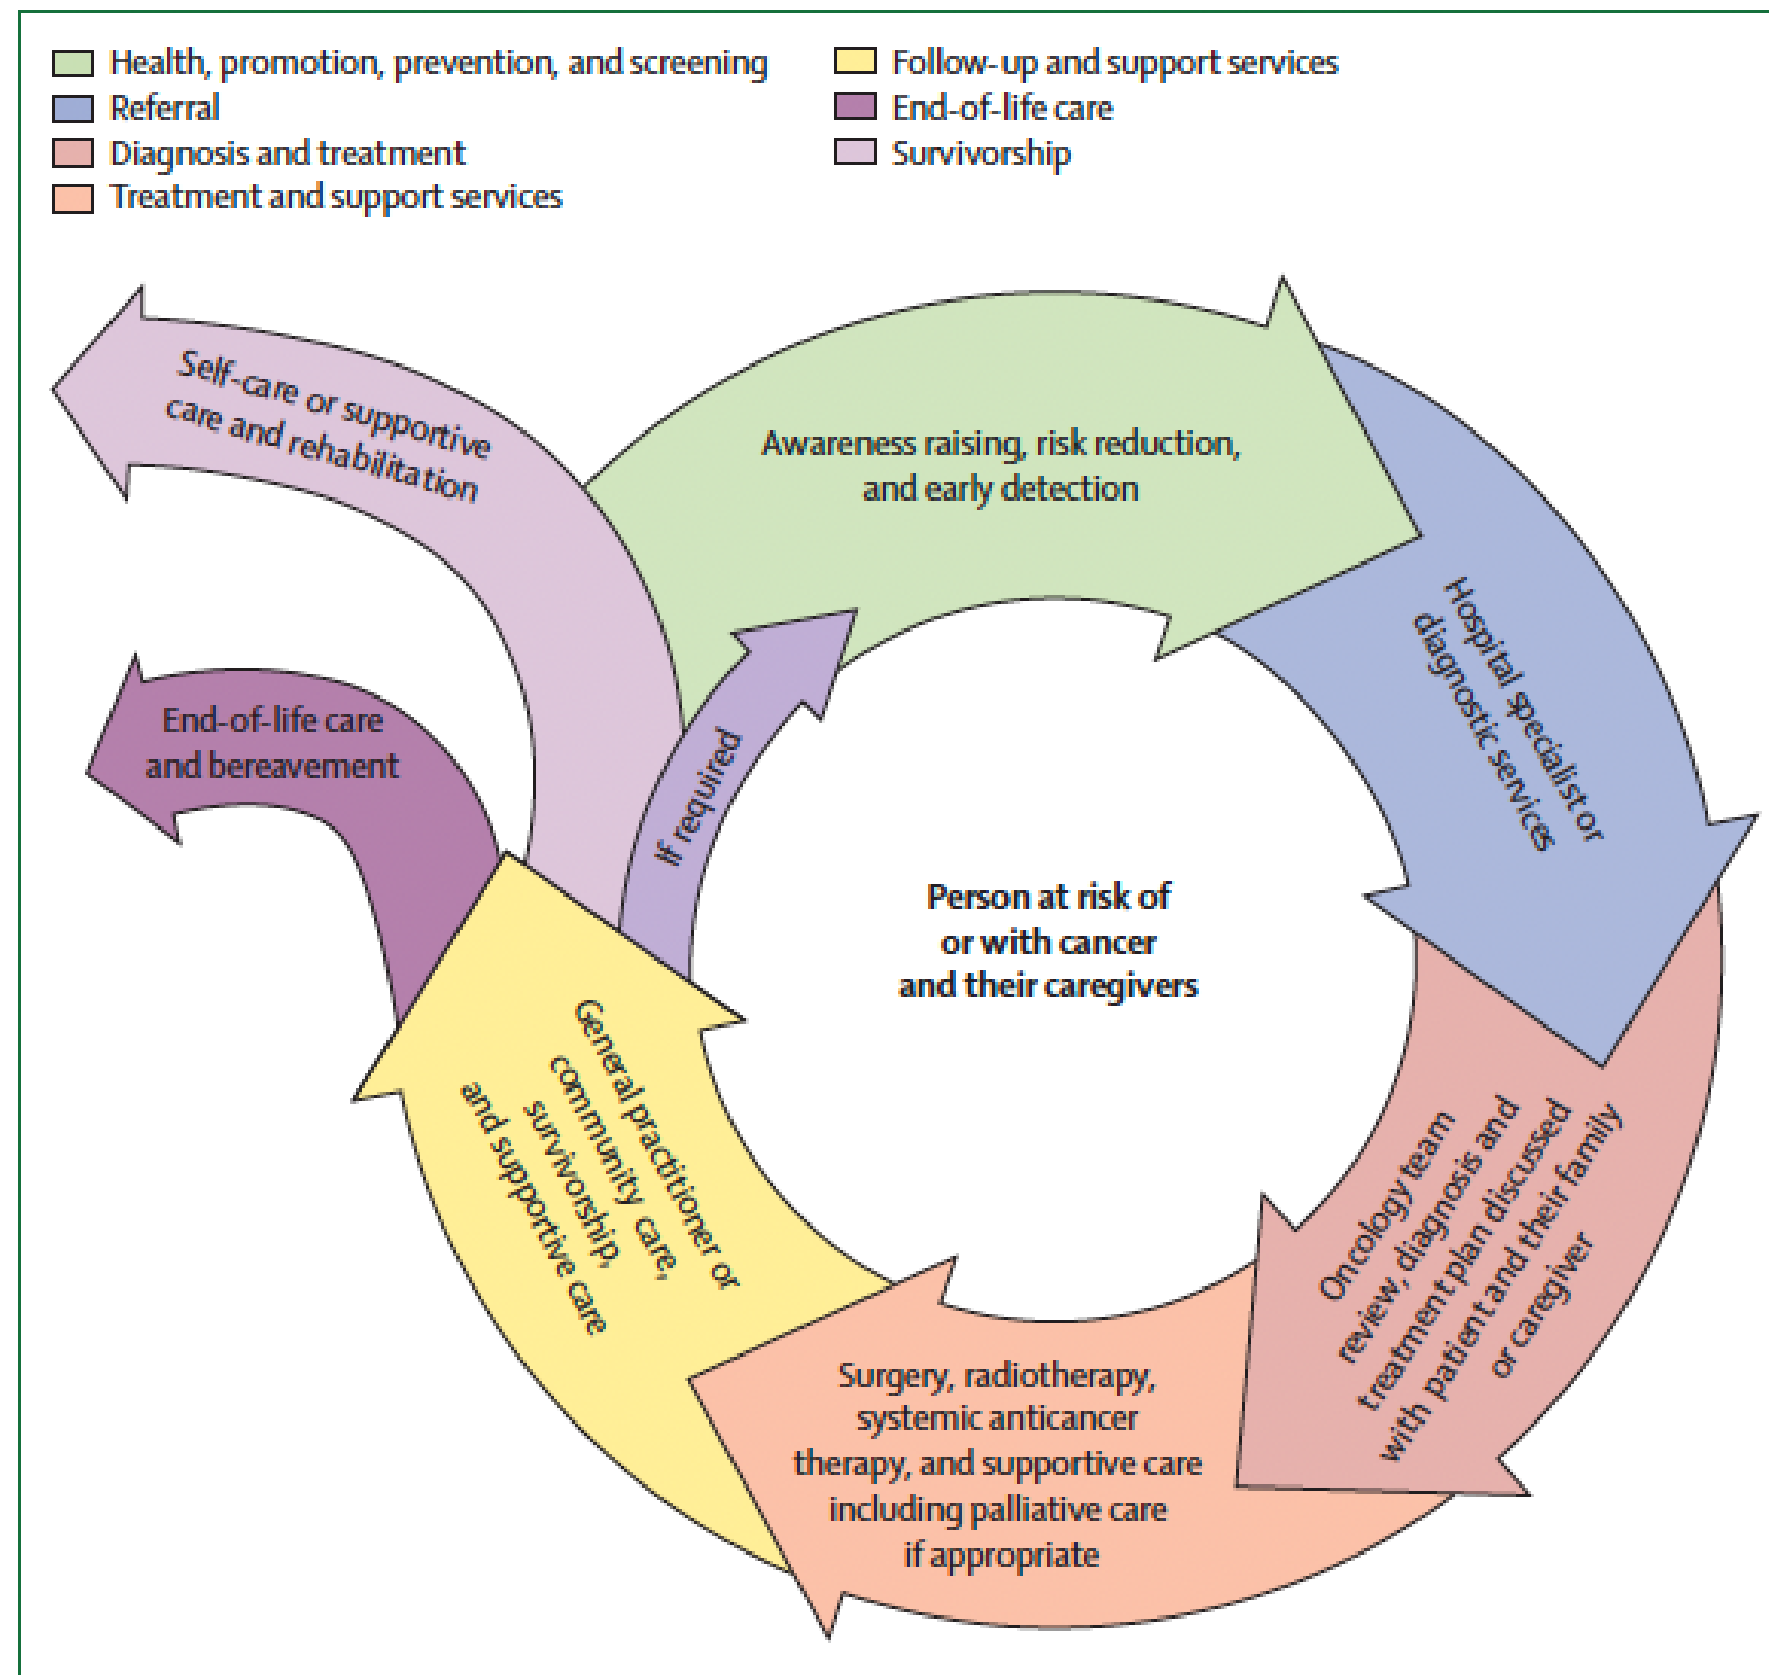 Health, promotion, prevention, and screening
Referral
Diagnosis and treatment
Treatment and support services
Follow-up and support services
End-of-life care
Survivorship
Self-care or supportive
care and rehabilitation
Awareness raising, risk reduction,
and early detection
Hospital specialist or
diagnostic services
End-of-life care
and bereavement
If required
Person at risk of
or with cancer
and their caregivers
Oncology team
review, diagnosis and
treatment plan discussed
with patient and their family
or caregiver
General practitioner or
community care,
survivorship,
and supportive care
Surgery, radiotherapy,
systemic anticancer
therapy, and supportive care
including palliative care
if appropriate